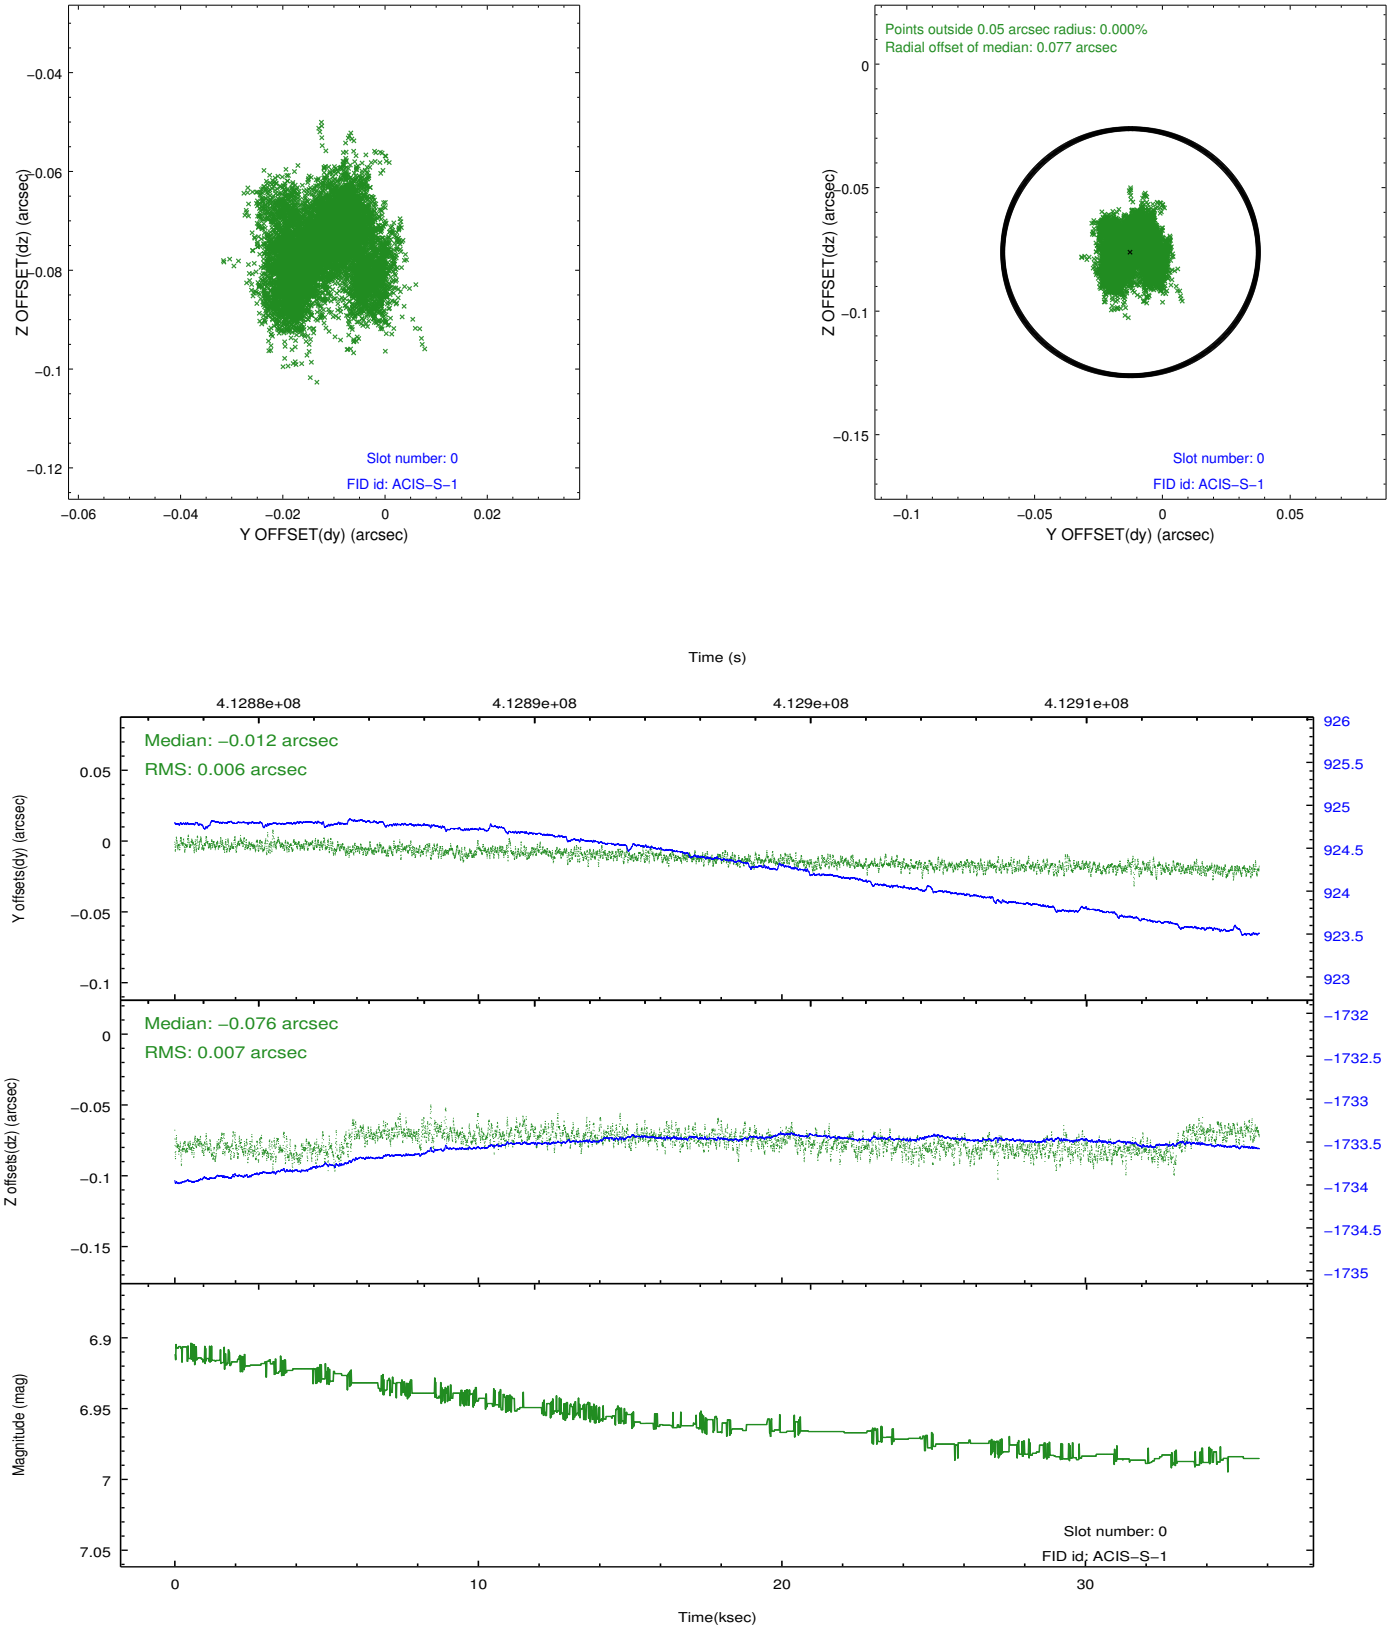 −0.04
−0.06
−0.08
−0.1
−0.12
Z OFFSET(dz) (arcsec)
Slot number: 0
FID id: ACIS−S−1
−0.06
−0.04
−0.02
0
0.02
Y OFFSET(dy) (arcsec)
Points outside 0.05 arcsec radius: 0.000%
Radial offset of median: 0.077 arcsec
0
−0.05
−0.1
−0.15
Z OFFSET(dz) (arcsec)
Slot number: 0
FID id: ACIS−S−1
−0.1
−0.05
0
0.05
Y OFFSET(dy) (arcsec)
Time (s)
4.1288e+08
4.1289e+08
4.129e+08
4.1291e+08
Median: −0.012 arcsec
RMS: 0.006 arcsec
0.05
0
−0.05
−0.1
Y offsets(dy) (arcsec)
926
925.5
925
924.5
924
923.5
923
Median: −0.076 arcsec
RMS: 0.007 arcsec
0
−0.05
−0.1
−0.15
Z offsets(dz) (arcsec)
−1732
−1732.5
−1733
−1733.5
−1734
−1734.5
−1735
6.9
6.95
7
7.05
Magnitude (mag)
Slot number: 0
FID id: ACIS−S−1
0
10
20
30
Time(ksec)